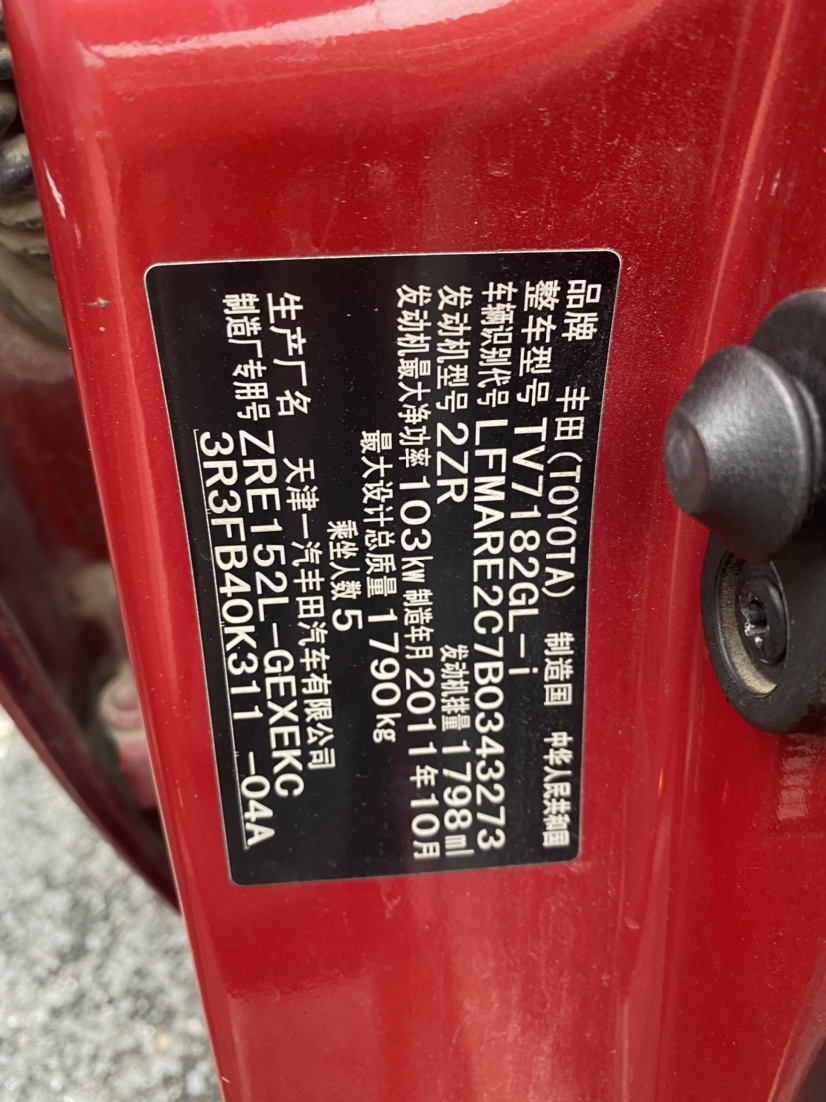 品牌 丰田(TOYOTA) 制造国 中华人民共和国
整车型号 TV7182GL-i
车辆识别代号 LFMARE2C7B0343273
发动机型号 2ZR 发动机排量 1798ml
发动机最大净功率 103kw 制造年月 2011年10月
最大设计总质量 1790kg
乘坐人数 5
生产厂名 天津一汽丰田汽车有限公司
制造厂专用号 ZRE152L-GEXEKC
3R3FB40K311 -04A